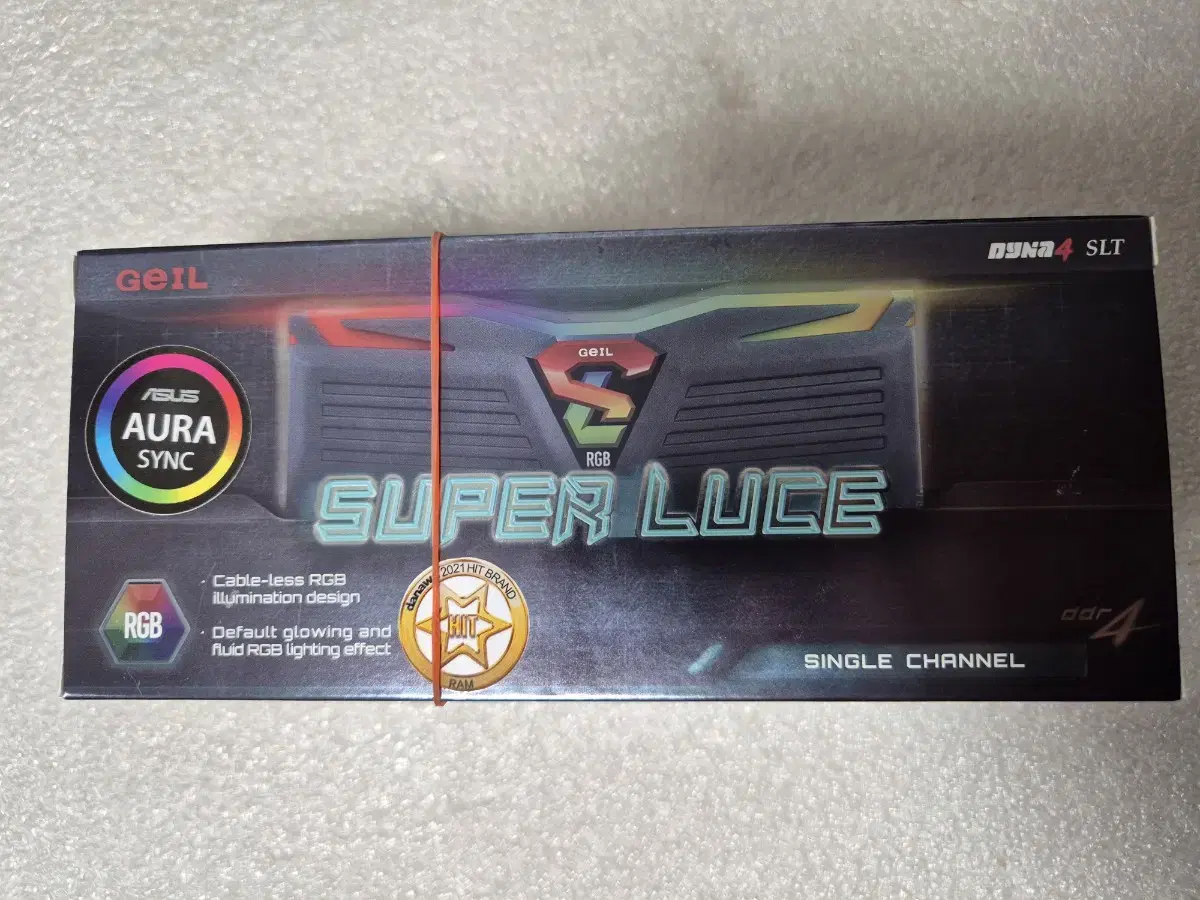 GeIL
DYNA4 SLT
ASUS
AURA
SYNC
GeIL
RGB
SUPER LUCE
RGB
· Cable-less RGB
illumination design
· Default glowing and
fluid RGB lighting effect
danawa 2021 HIT BRAND
HIT
RAM
ddr4
SINGLE CHANNEL